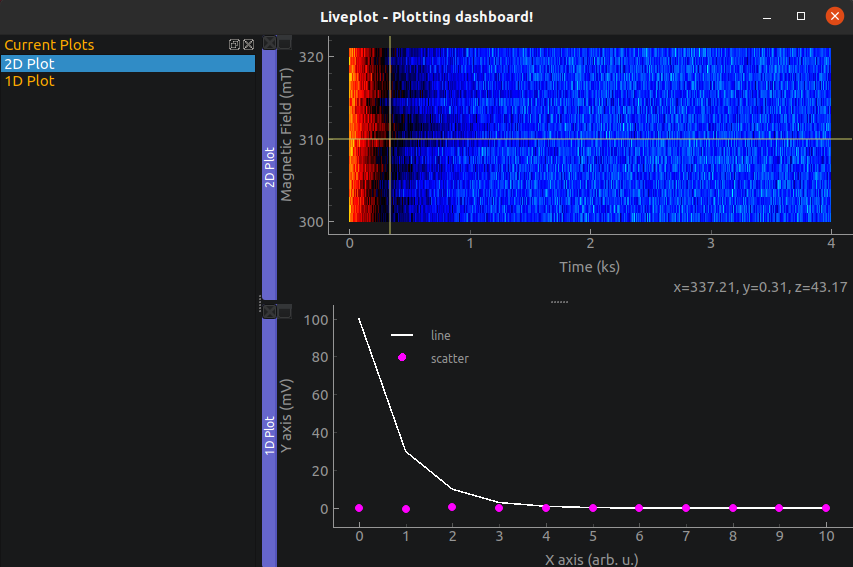 Liveplot - Plotting dashboard!
Current Plots
2D Plot
1D Plot
2D Plot
Magnetic Field (mT)
320
310
300
0 1 2 3 4
Time (ks)
x=337.21, y=0.31, z=43.17
1D Plot
Y axis (mV)
100
80
60
40
20
0
line
scatter
0 1 2 3 4 5 6 7 8 9 10
X axis (arb. u.)